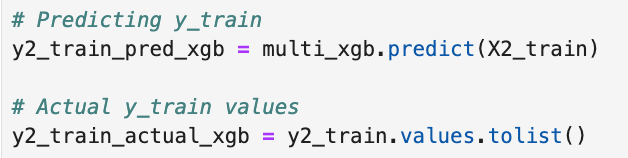 # Predicting y_train
y2_train_pred_xgb = multi_xgb.predict(X2_train)
# Actual y_train values
y2_train_actual_xgb = y2_train.values.tolist()